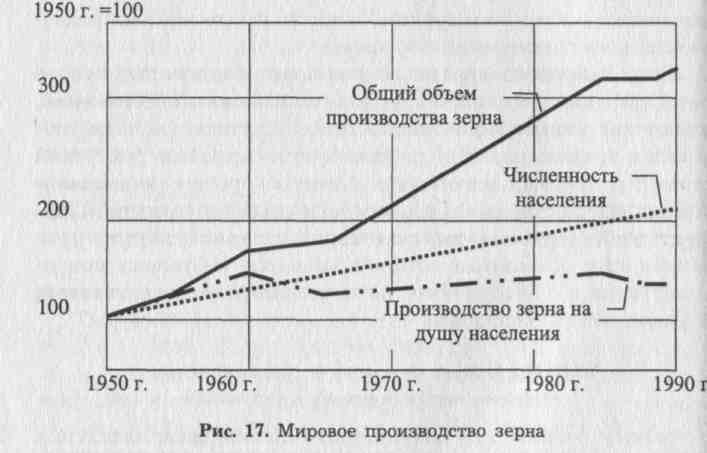 1950 г. =100
300
Общий объем
производства зерна
Численность
населения
200
100
Производство зерна на
душу населения
1950 г. 1960 г. 1970 г. 1980 г. 1990 г
Рис. 17. Мировое производство зерна